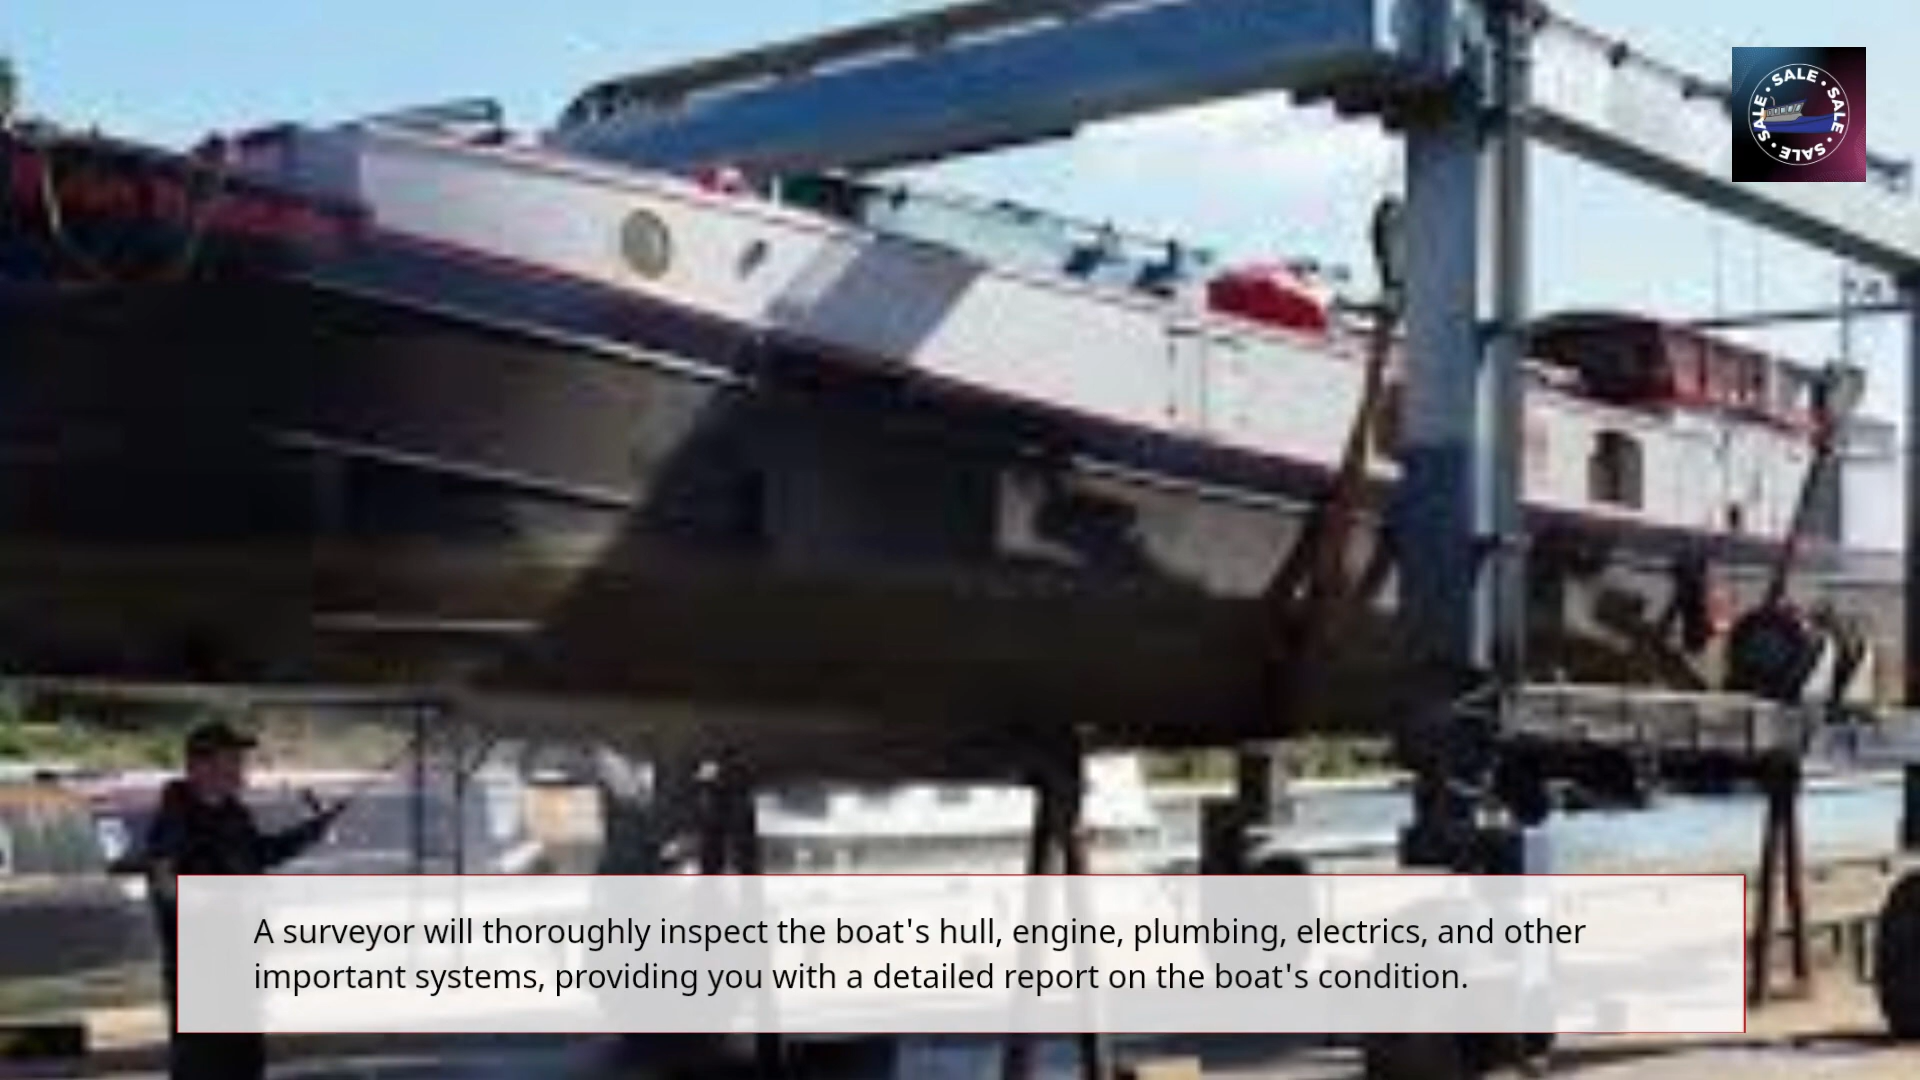 SALE • SALE • SALE • SALE •
A surveyor will thoroughly inspect the boat's hull, engine, plumbing, electrics, and other
important systems, providing you with a detailed report on the boat's condition.